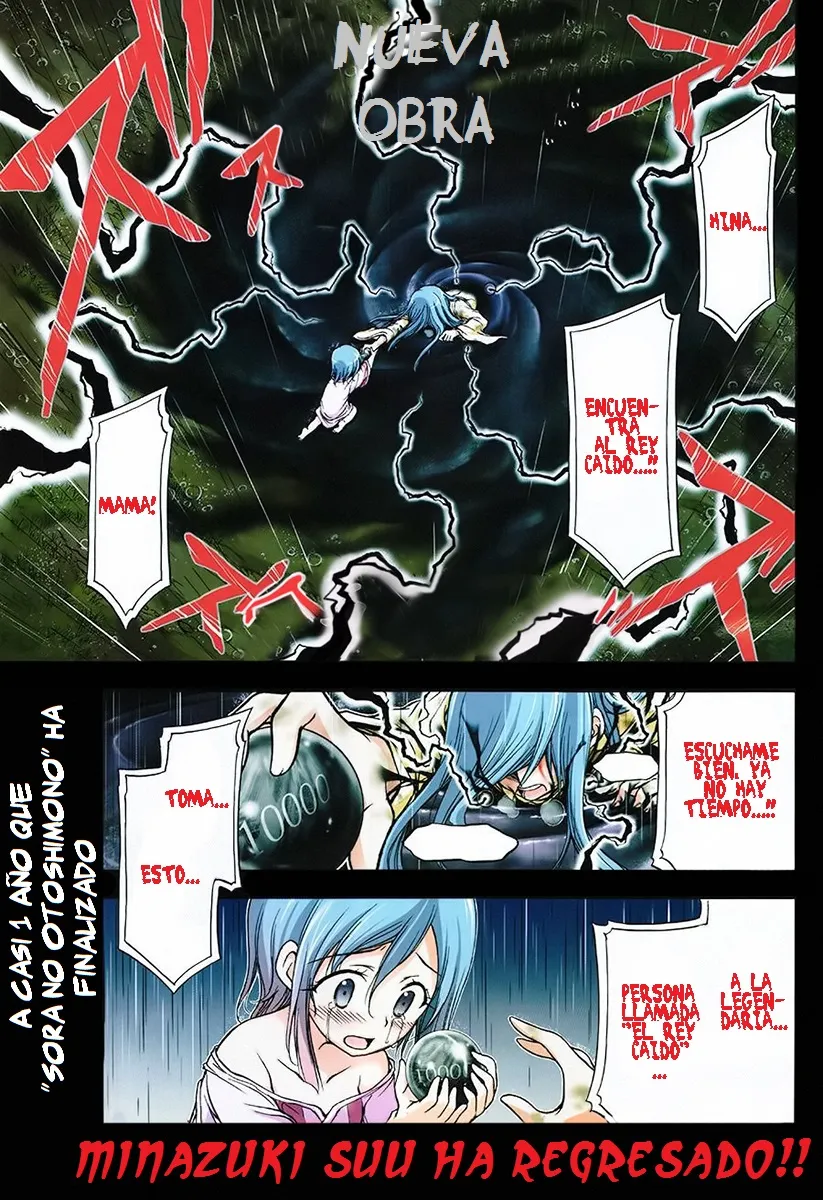 NUEVA
OBRA
HINA...
ENCUEN-
TRA
AL REY
CAIDO..."
MAMA!
ESCUCHAME
BIEN. YA
NO HAY
TIEMPO....."
TOMA...
ESTO...
10000
A LA
LEGEN-
DARIA...
PERSONA
LLAMADA
"EL REY
CAIDO"
...
1000
A CASI 1 AÑO QUE
"SORA NO OTOSHIMONO" HA
FINALIZADO
MINAZUKI SUU HA REGRESADO!!